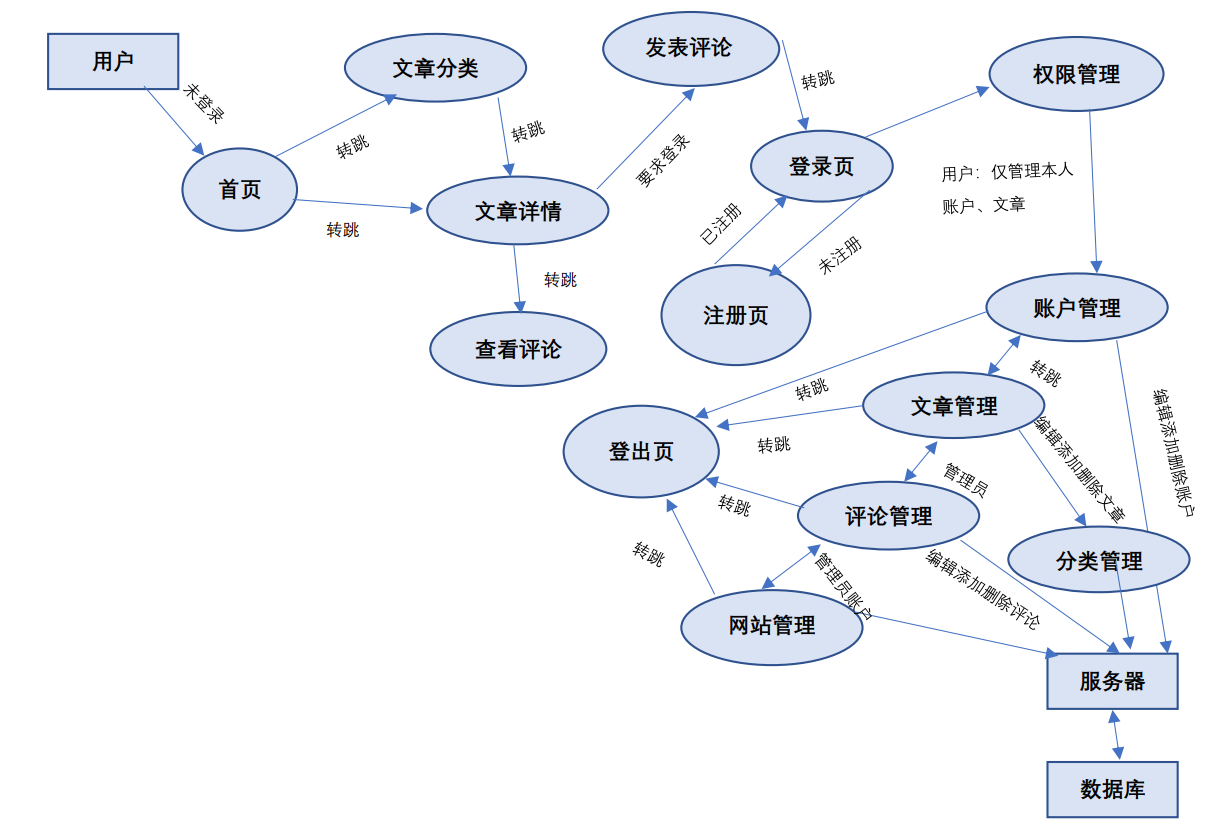 用户
未登录
首页
转跳
文章分类
转跳
转跳
文章详情
转跳
查看评论
要求登录
发表评论
转跳
登录页
已注册
未注册
注册页
权限管理
用户：仅管理本人
账户、文章
账户管理
转跳
转跳
编辑添加删除账户
文章管理
转跳
编辑添加删除文章
登出页
管理员
转跳
评论管理
分类管理
转跳
管理员账户
编辑添加删除评论
网站管理
服务器
数据库